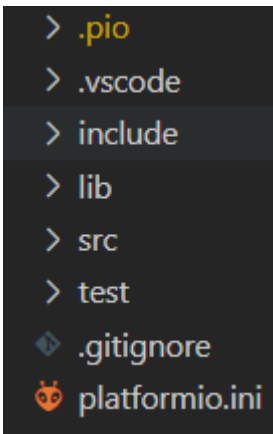 .pio
.vscode
include
lib
src
test
.gitignore
platformio.ini